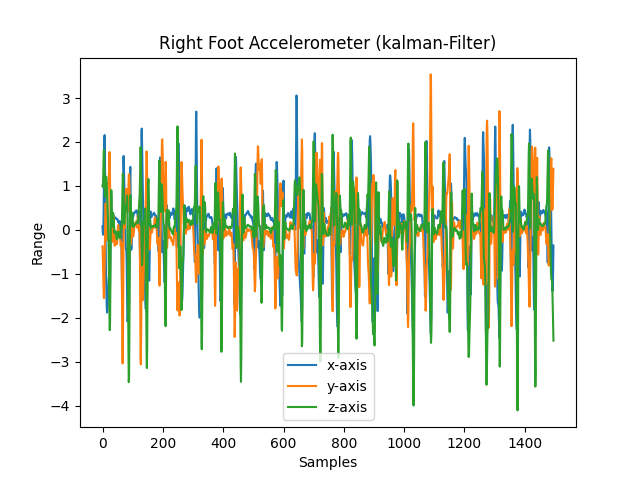 Right Foot Accelerometer (kalman-Filter)
Range
3
2
1
0
−1
−2
−3
−4
x-axis
y-axis
z-axis
0 200 400 600 800 1000 1200 1400
Samples